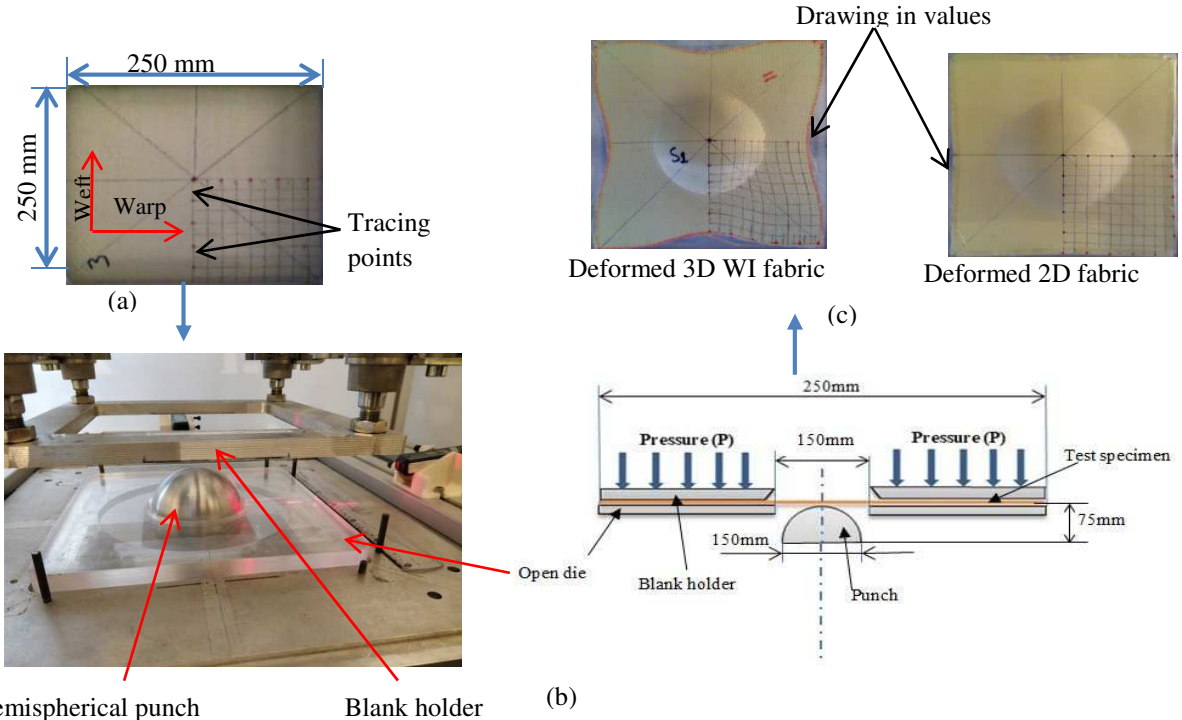 Drawing in values
250 mm
250 mm
Weft
Warp
3
Tracing
points
(a)
S1
Deformed 3D WI fabric
Deformed 2D fabric
(c)
250mm
Pressure (P)
150mm
Pressure (P)
Test specimen
75mm
150mm
Open die
Blank holder
Punch
emispherical punch
Blank holder
(b)